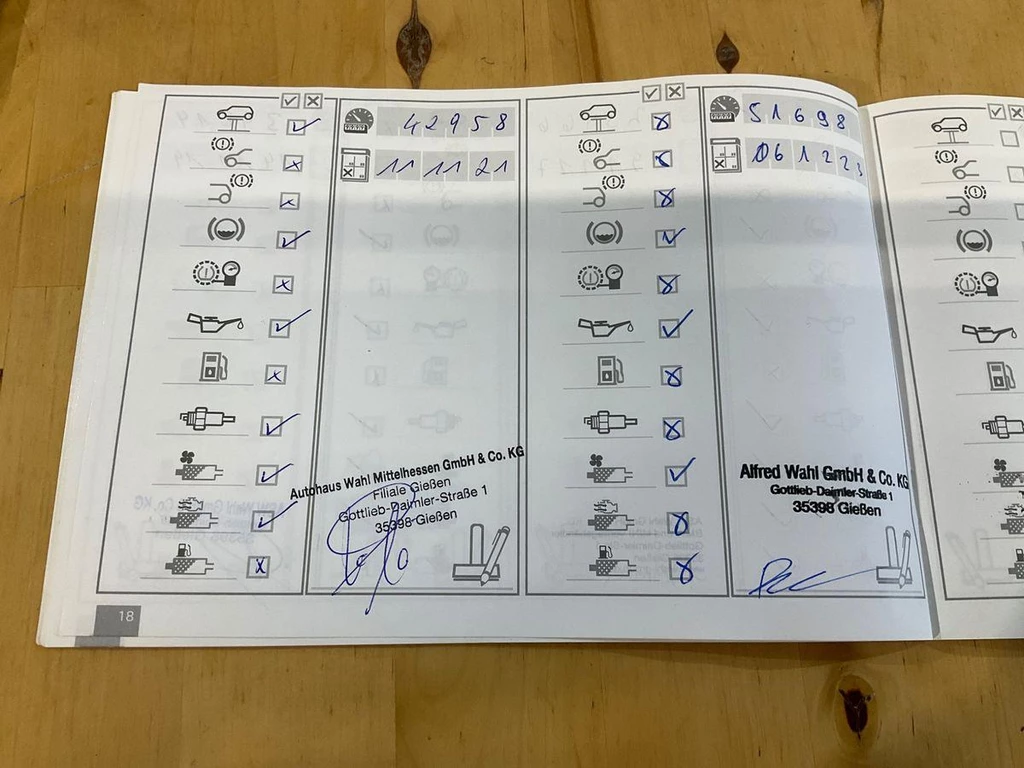 42958
11 11 21
Autohaus Wahl Mittelhessen GmbH & Co. KG
Filiale Gießen
Gottlieb-Daimler-Straße 1
35398 Gießen
51698
06 12 23
Alfred Wahl GmbH & Co. KG
Gottlieb-Daimler-Straße 1
35398 Gießen
18